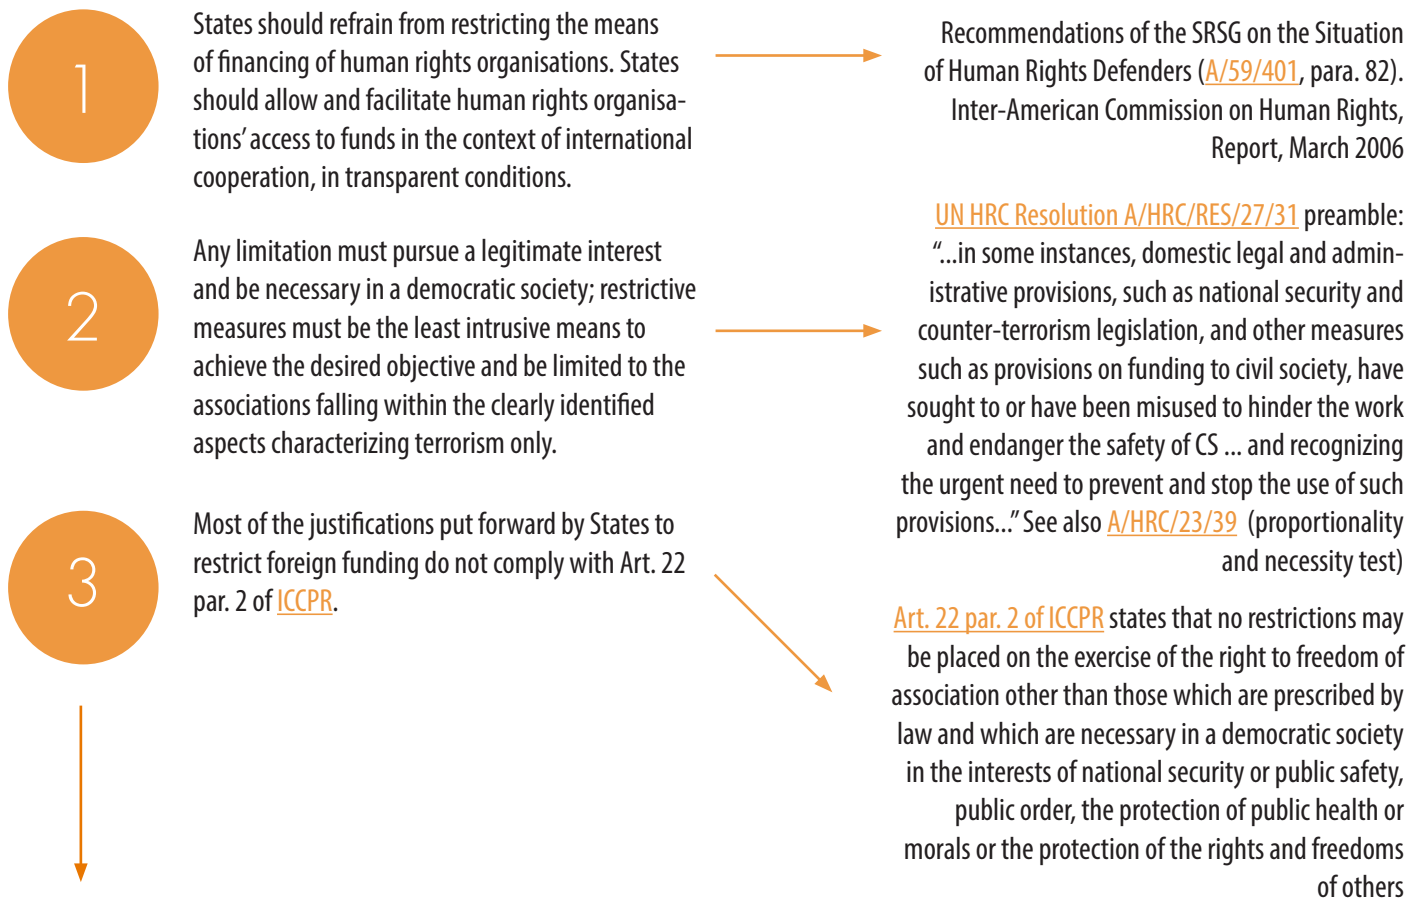 1
States should refrain from restricting the means
of financing of human rights organisations. States
should allow and facilitate human rights organisa-
tions’ access to funds in the context of international
cooperation, in transparent conditions.
Recommendations of the SRSG on the Situation
of Human Rights Defenders (A/59/401, para. 82).
Inter-American Commission on Human Rights,
Report, March 2006
2
Any limitation must pursue a legitimate interest
and be necessary in a democratic society; restrictive
measures must be the least intrusive means to
achieve the desired objective and be limited to the
associations falling within the clearly identified
aspects characterizing terrorism only.
UN HRC Resolution A/HRC/RES/27/31 preamble:
“...in some instances, domestic legal and admin-
istrative provisions, such as national security and
counter-terrorism legislation, and other measures
such as provisions on funding to civil society, have
sought to or have been misused to hinder the work
and endanger the safety of CS ... and recognizing
the urgent need to prevent and stop the use of such
provisions...” See also A/HRC/23/39 (proportionality
and necessity test)
3
Most of the justifications put forward by States to
restrict foreign funding do not comply with Art. 22
par. 2 of ICCPR.
Art. 22 par. 2 of ICCPR states that no restrictions may
be placed on the exercise of the right to freedom of
association other than those which are prescribed by
law and which are necessary in a democratic society
in the interests of national security or public safety,
public order, the protection of public health or
morals or the protection of the rights and freedoms
of others